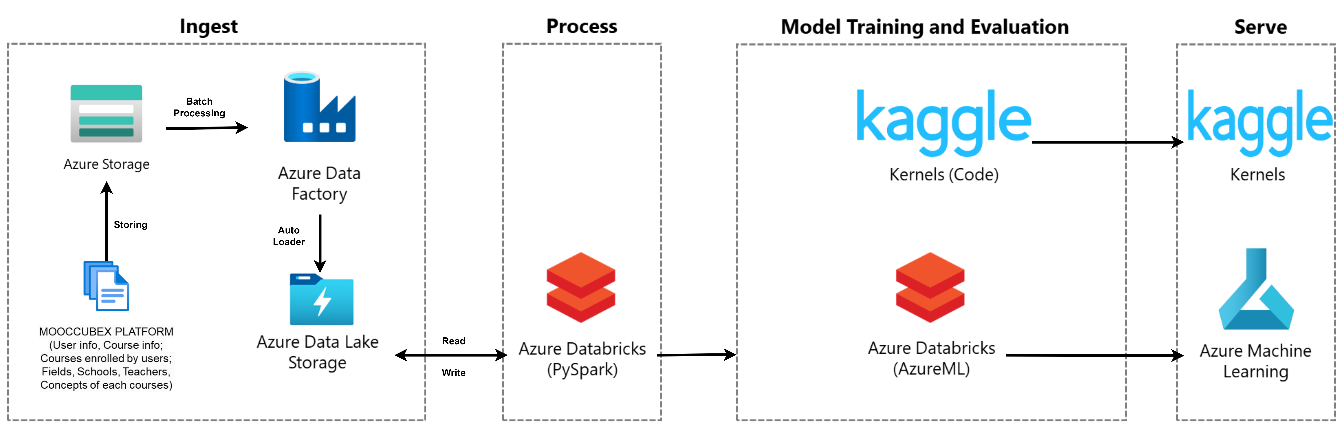 Ingest
Process
Model Training and Evaluation
Serve
Batch
Processing
Azure Storage
Azure Data
Factory
Storing
Auto
Loader
MOOCCUBEX PLATFORM
(User info, Course info;
Courses enrolled by users;
Fields, Schools, Teachers,
Concepts of each courses)
Azure Data Lake
Storage
Read
Write
Azure Databricks
(PySpark)
kaggle
Kernels (Code)
Azure Databricks
(AzureML)
kaggle
Kernels
Azure Machine
Learning